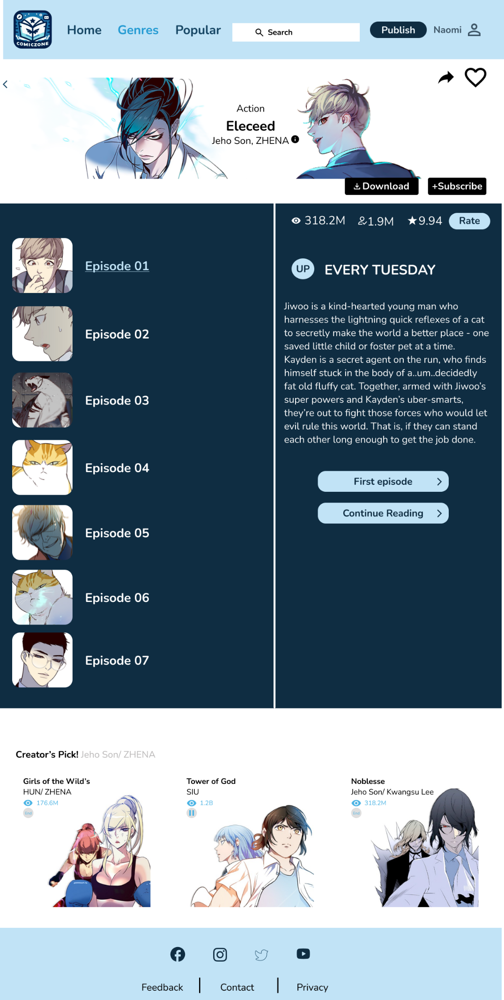 COMICZONE
Home
Genres
Popular
Search
Publish
Naomi
Action
Eleceed
Jeho Son, ZHENA
Download
+Subscribe
318.2M
1.9M
9.94
Rate
Episode 01
Episode 02
Episode 03
Episode 04
Episode 05
Episode 06
Episode 07
UP
EVERY TUESDAY
Jiwoo is a kind-hearted young man who
harnesses the lightning quick reflexes of a cat
to secretly make the world a better place - one
saved little child or foster pet at a time.
Kayden is a secret agent on the run, who finds
himself stuck in the body of a..um..decidedly
fat old fluffy cat. Together, armed with Jiwoo’s
super powers and Kayden’s uber-smarts,
they’re out to fight those forces who would let
evil rule this world. That is, if they can stand
each other long enough to get the job done.
First episode
Continue Reading
Creator’s Pick! Jeho Son/ ZHENA
Girls of the Wild’s
HUN/ ZHENA
176.6M
End
Tower of God
SIU
1.2B
Noblesse
Jeho Son/ Kwangsu Lee
318.2M
End
Feedback
Contact
Privacy